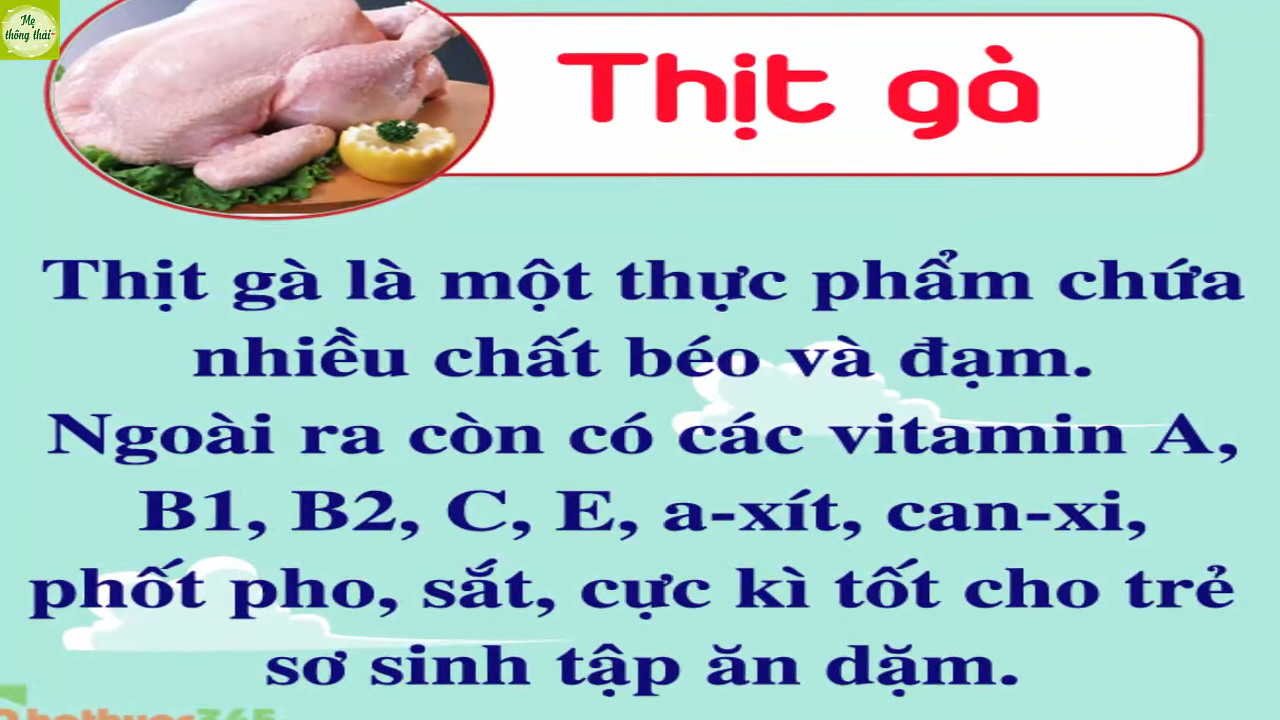 Mẹ
thông thái
Thịt gà
Thịt gà là một thực phẩm chứa
nhiều chất béo và đạm.
Ngoài ra còn có các vitamin A,
B1, B2, C, E, a-xít, can-xi,
phốt pho, sắt, cực kì tốt cho trẻ
sơ sinh tập ăn dặm.